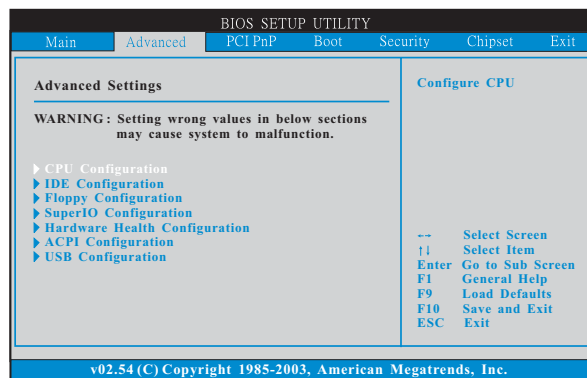 BIOS SETUP UTILITY
Main Advanced PCI PnP Boot Security Chipset Exit
Advanced Settings
WARNING : Setting wrong values in below sections
may cause system to malfunction.
CPU Configuration
IDE Configuration
Floppy Configuration
SuperIO Configuration
Hardware Health Configuration
ACPI Configuration
USB Configuration
Configure CPU
←→ Select Screen
↑↓ Select Item
Enter Go to Sub Screen
F1 General Help
F9 Load Defaults
F10 Save and Exit
ESC Exit
v02.54 (C) Copyright 1985-2003, American Megatrends, Inc.